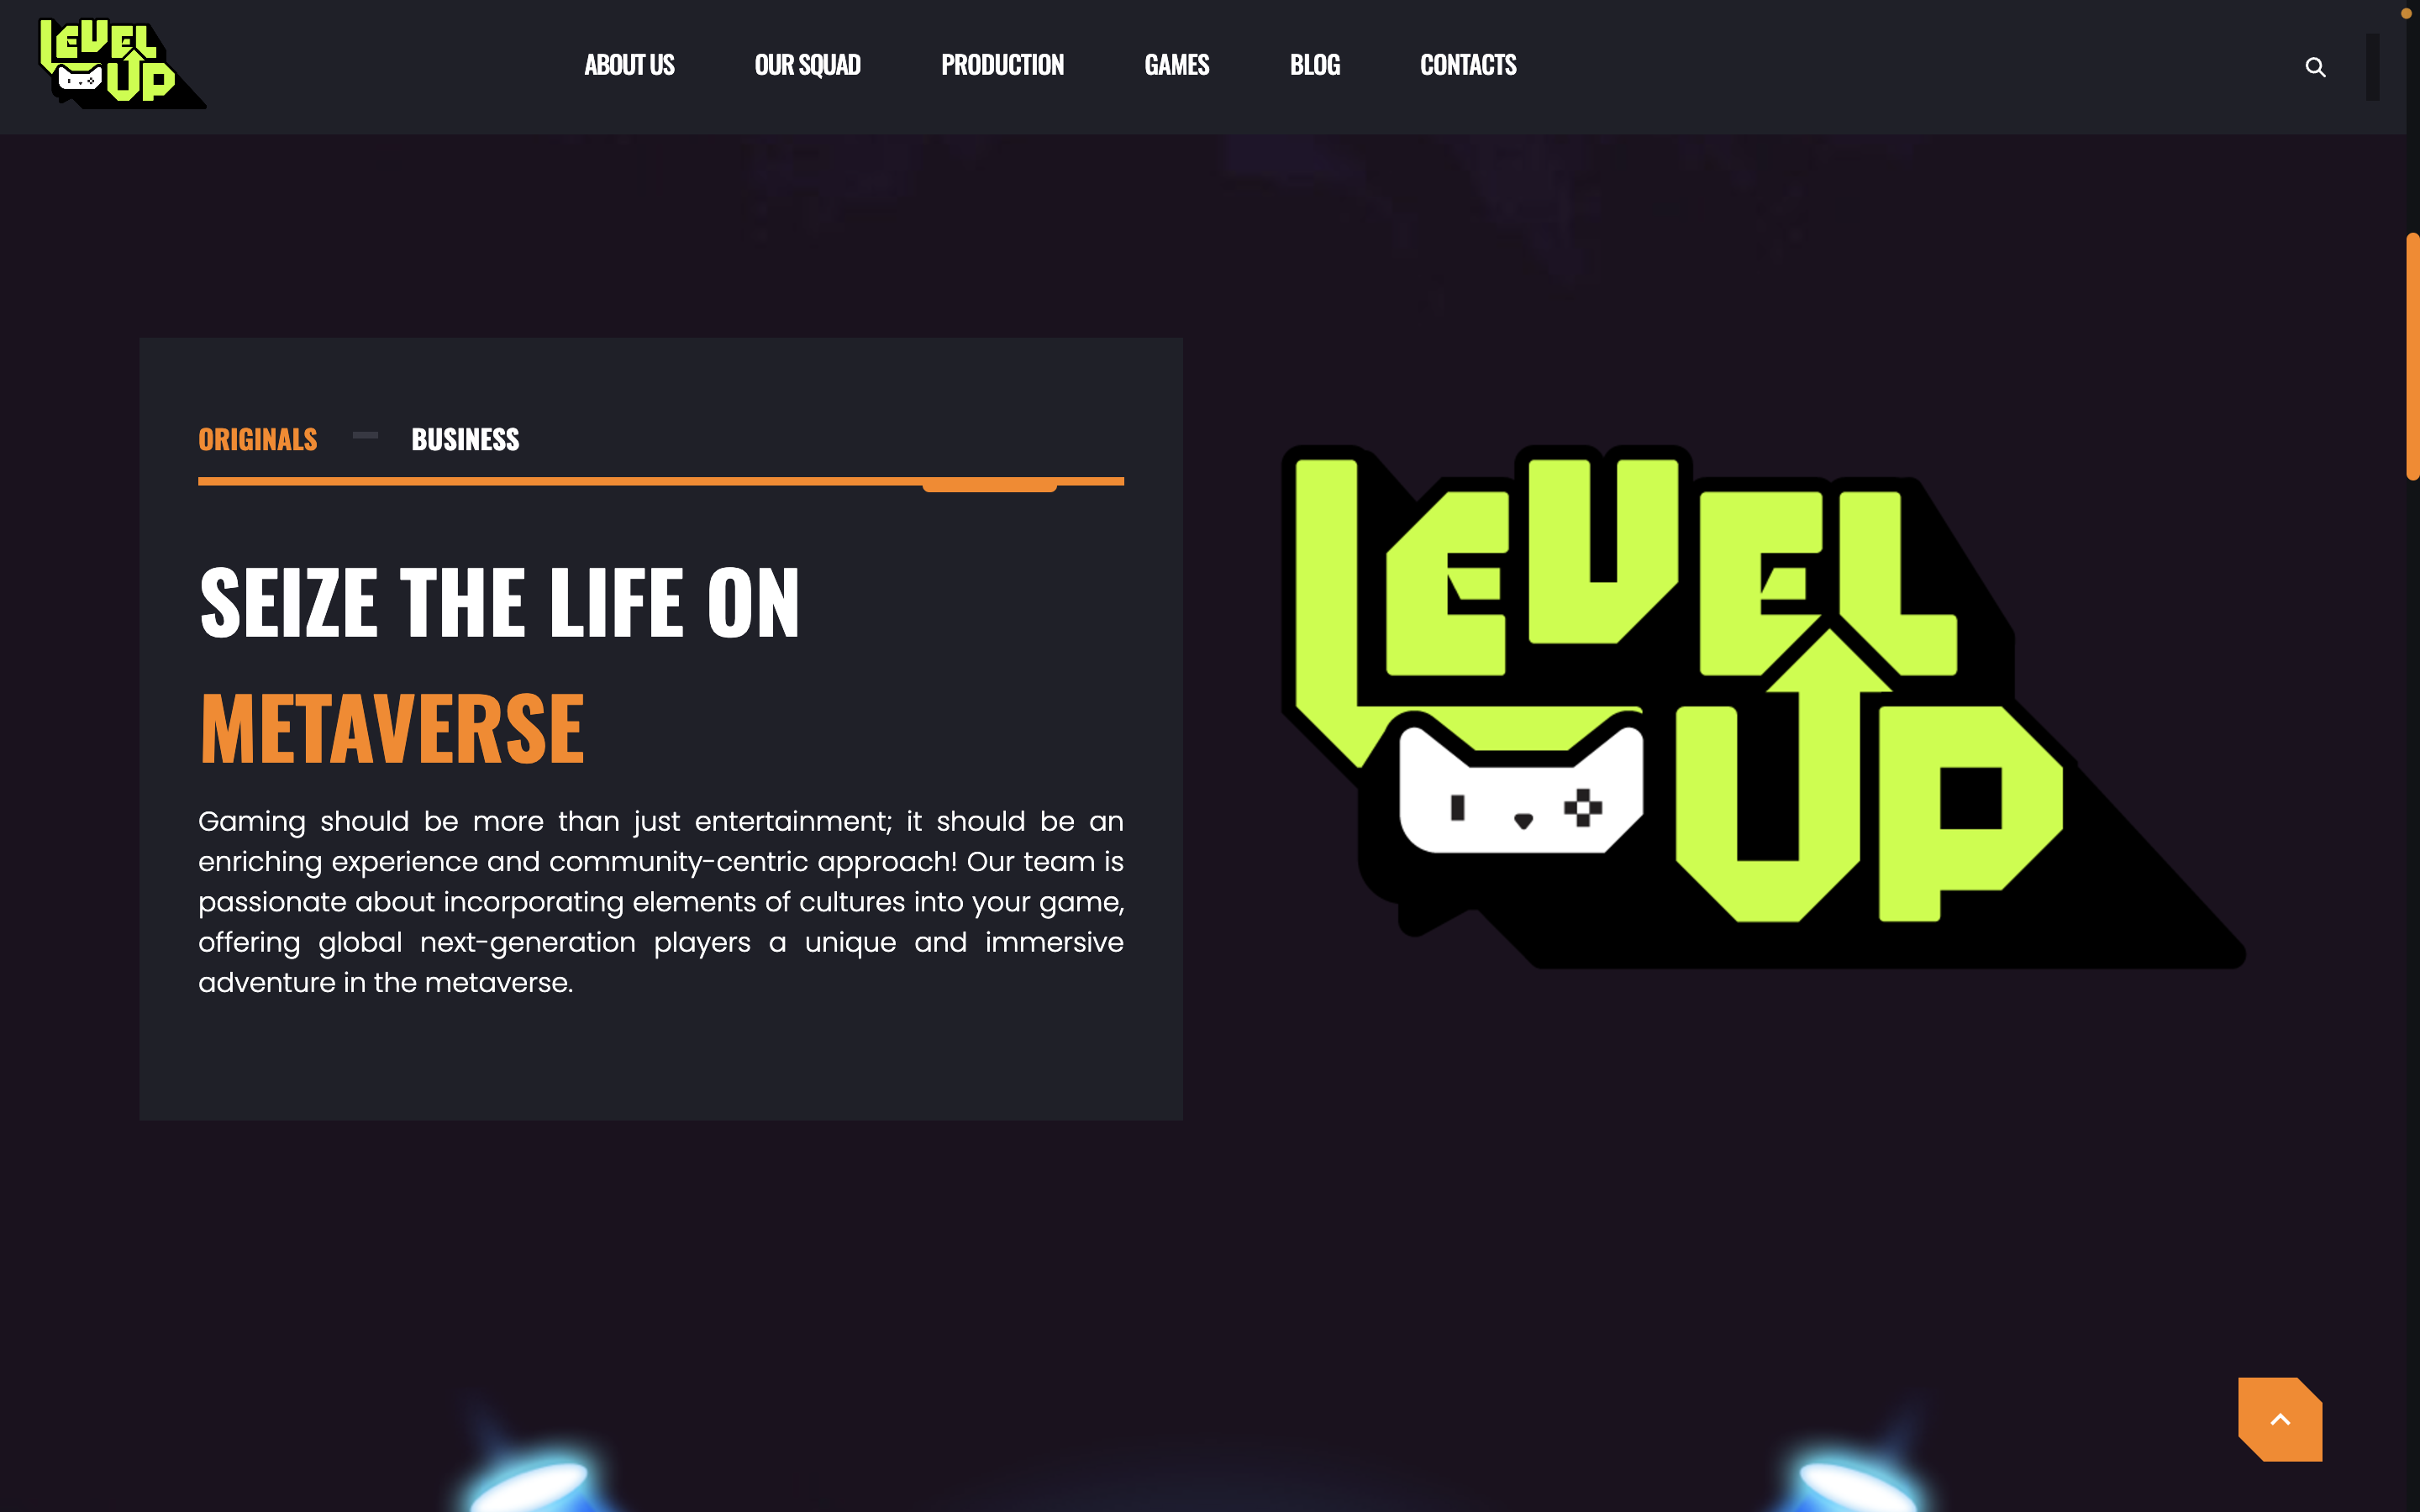 LEVEL
UP
ABOUT US
OUR SQUAD
PRODUCTION
GAMES
BLOG
CONTACTS
ORIGINALS
BUSINESS
SEIZE THE LIFE ON
METAVERSE
Gaming should be more than just entertainment; it should be an
enriching experience and community-centric approach! Our team is
passionate about incorporating elements of cultures into your game,
offering global next-generation players a unique and immersive
adventure in the metaverse.
LEVEL
UP